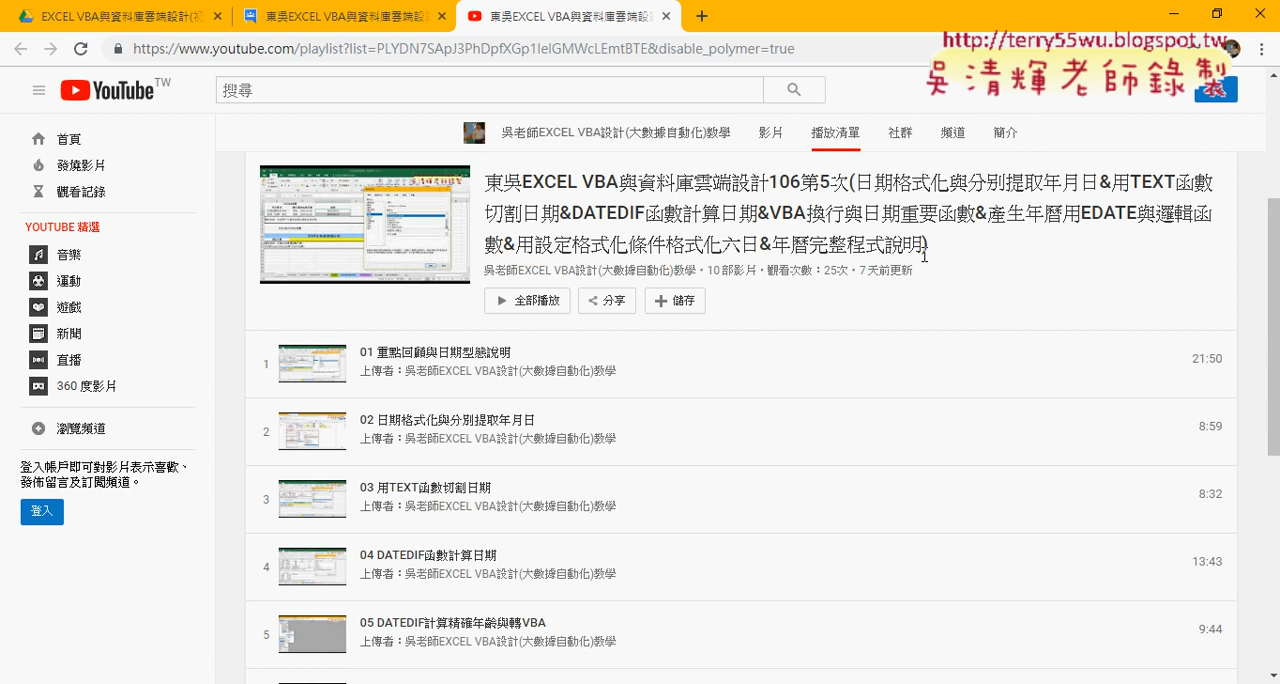 EXCEL VBA與資料庫雲端設計(初
東吳EXCEL VBA與資料庫雲端設計
東吳EXCEL VBA與資料庫雲端設計
https://www.youtube.com/playlist?list=PLYDN7SApJ3PhDpfXGp1IelGMWcLEmtBTE&disable_polymer=true
http://terry55wu.blogspot.tw
吳清輝老師錄製
YouTube TW
搜尋
吳老師EXCEL VBA設計(大數據自動化)教學
影片
播放清單
社群
頻道
簡介
首頁
發燒影片
觀看記錄
YOUTUBE 精選
音樂
運動
遊戲
新聞
直播
360 度影片
瀏覽頻道
登入帳戶即可對影片表示喜歡、
發佈留言及訂閱頻道。
登入
東吳EXCEL VBA與資料庫雲端設計106第5次(日期格式化與分別提取年月日&用TEXT函數
切割日期&DATEDIF函數計算日期&VBA換行與日期重要函數&產生年曆用EDATE與邏輯函
數&用設定格式化條件格式化六日&年曆完整程式說明)
吳老師EXCEL VBA設計(大數據自動化)教學・10 部影片・觀看次數：25次・7 天前更新
全部播放
分享
儲存
1
01 重點回顧與日期型態說明
上傳者：吳老師EXCEL VBA設計(大數據自動化)教學
21:50
2
02 日期格式化與分別提取年月日
上傳者：吳老師EXCEL VBA設計(大數據自動化)教學
8:59
3
03 用TEXT函數切割日期
上傳者：吳老師EXCEL VBA設計(大數據自動化)教學
8:32
4
04 DATEDIF函數計算日期
上傳者：吳老師EXCEL VBA設計(大數據自動化)教學
13:43
5
05 DATEDIF計算精確年齡與轉VBA
上傳者：吳老師EXCEL VBA設計(大數據自動化)教學
9:44